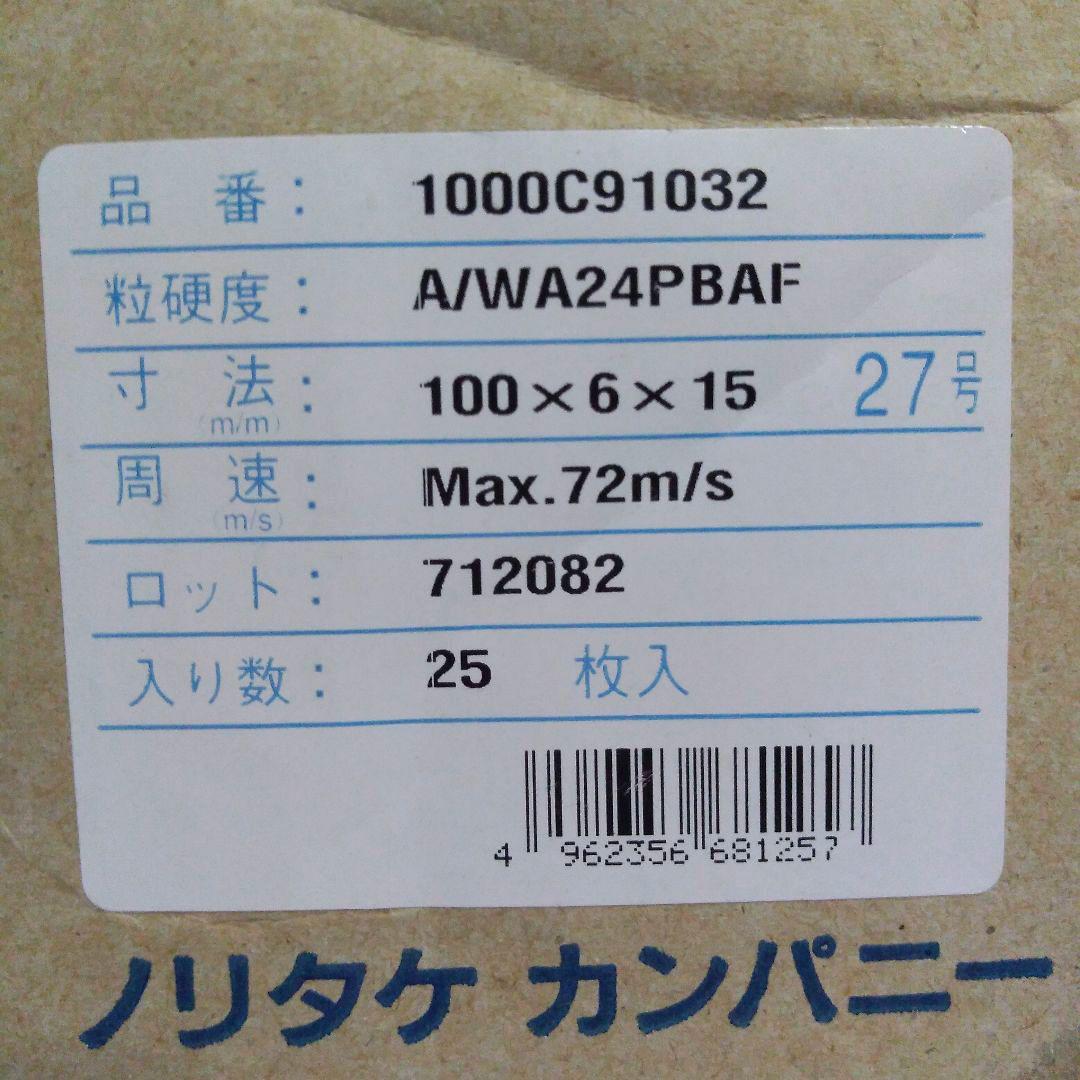 品番： 1000C91032
粒硬度： A/WA24PBAF
寸法(m/m)： 100×6×15 27号
周速(m/s)： Max.72m/s
ロット： 712082
入り数： 25 枚入
4 962356 681257
ノリタケ カンパニー